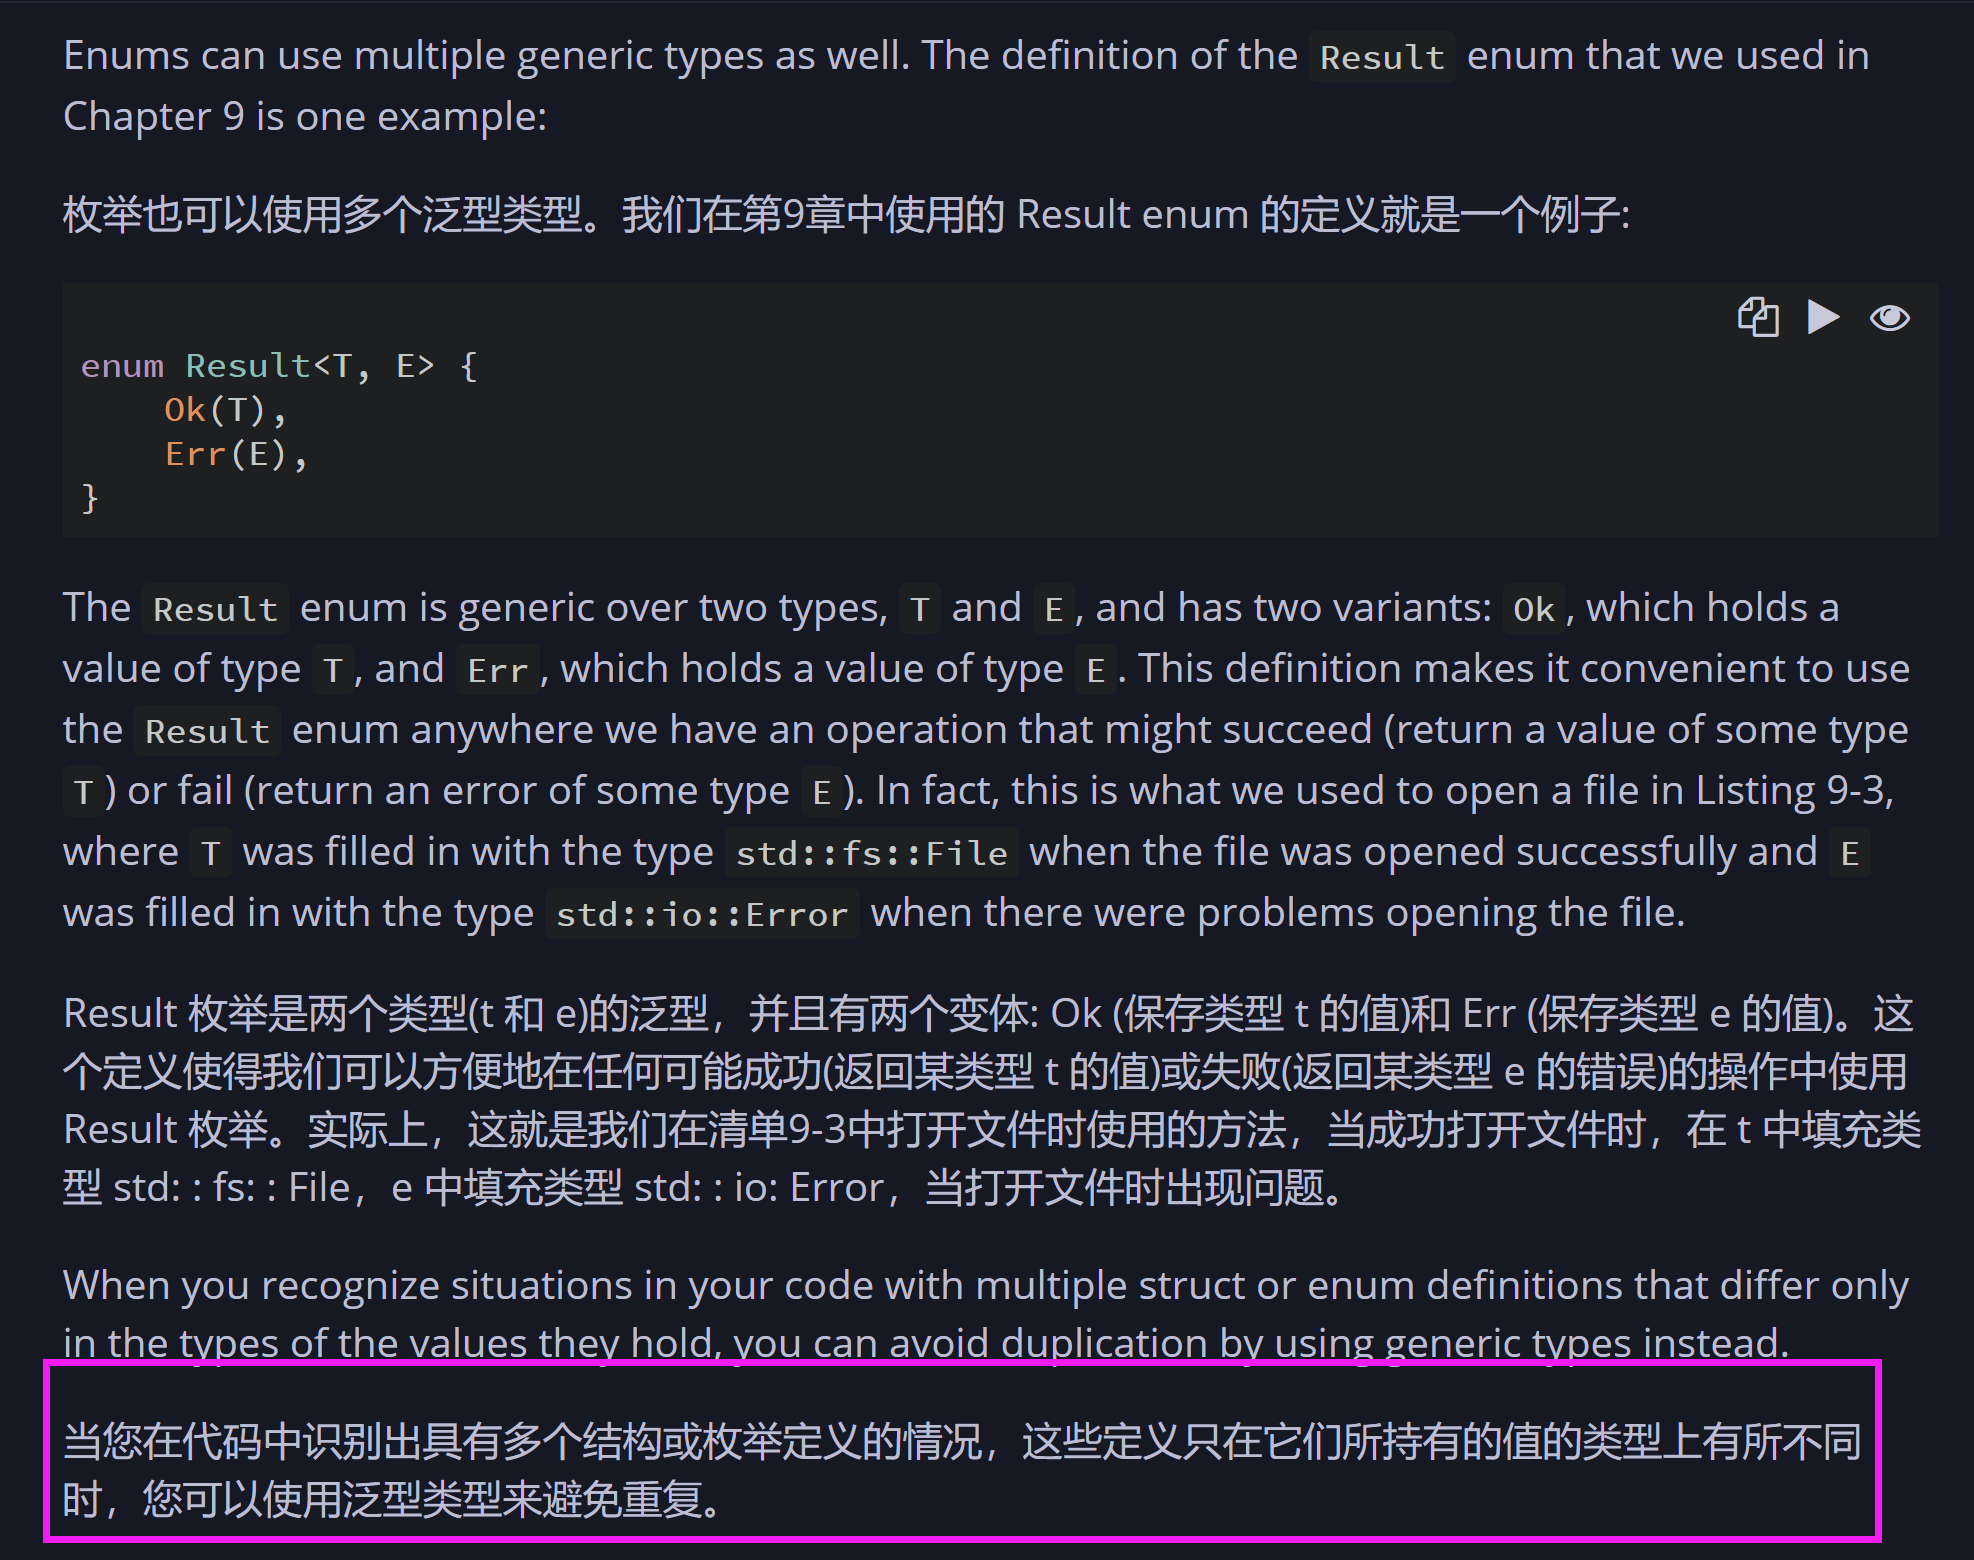 Enums can use multiple generic types as well. The definition of the Result enum that we used in
Chapter 9 is one example:
枚举也可以使用多个泛型类型。我们在第9章中使用的 Result enum 的定义就是一个例子:
enum Result<T, E> {
    Ok(T),
    Err(E),
}
The Result enum is generic over two types, T and E, and has two variants: Ok, which holds a
value of type T, and Err, which holds a value of type E. This definition makes it convenient to use
the Result enum anywhere we have an operation that might succeed (return a value of some type
T) or fail (return an error of some type E). In fact, this is what we used to open a file in Listing 9-3,
where T was filled in with the type std::fs::File when the file was opened successfully and E
was filled in with the type std::io::Error when there were problems opening the file.
Result 枚举是两个类型(t 和 e)的泛型，并且有两个变体: Ok (保存类型 t 的值)和 Err (保存类型 e 的值)。这
个定义使得我们可以方便地在任何可能成功(返回某类型 t 的值)或失败(返回某类型 e 的错误)的操作中使用
Result 枚举。实际上，这就是我们在清单9-3中打开文件时使用的方法，当成功打开文件时，在 t 中填充类
型 std: : fs: : File，e 中填充类型 std: : io: Error，当打开文件时出现问题。
When you recognize situations in your code with multiple struct or enum definitions that differ only
in the types of the values they hold, you can avoid duplication by using generic types instead.
当您在代码中识别出具有多个结构或枚举定义的情况，这些定义只在它们所持有的值的类型上有所不同
时，您可以使用泛型类型来避免重复。